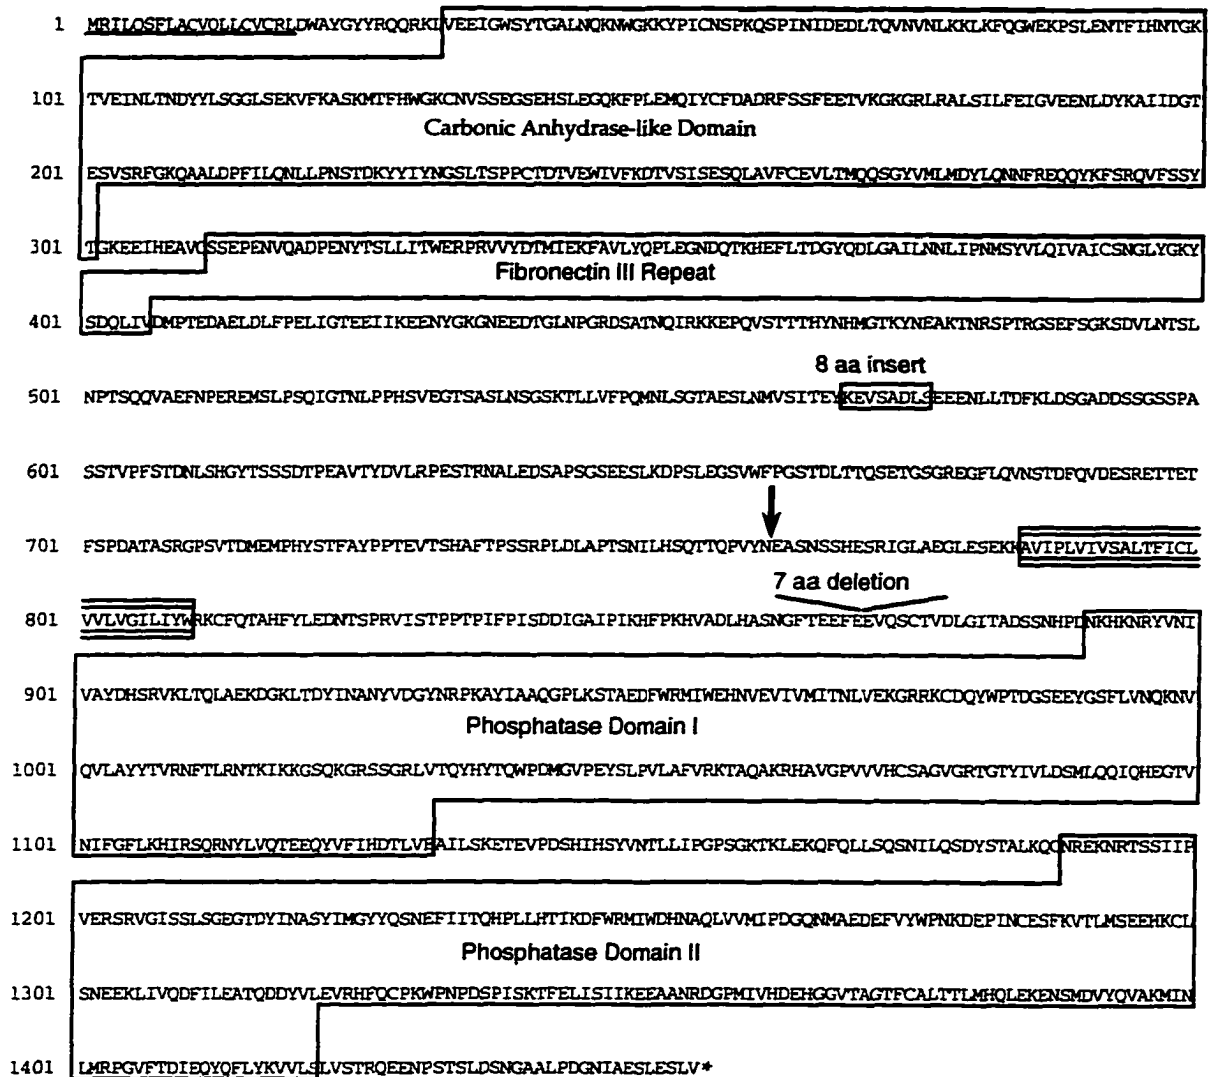 1 MRILQSFLACVQLLCVCRLDWAYGYYRQQRKLVEEIGWSYTGALNQKNWGKKYPICNSPKQSPINIDEDLTQVNVNLKKLKFQGWEKPSLENTFIHNTGK
101 TVEINLTNDYYLSGGLSEKVFKASKMTFHWGKCNVSSEGSEHSLEGQKFPLEMQIYCFDADRFSSFEETVKGKGRLRALSILFEIGVEENLDYKAIIDGT
Carbonic Anhydrase-like Domain
201 ESVSRFGKQAALDPFILQNLLPNSTDKYYIYNGSLTSPPCTDTVEWIVFKDTVSISESQLAVFCEVLTMQQSGYVMLMDYLQNNFREQQYKFSRQVFSSY
301 TGKEEIHEAVCSSEPENVQADPENYTSLLITWERPRVVYDTMIEKFAVLYQPLEGNDQTKHEFLTDGYQDLGAILNNLIPNMSYVLQIVAICSNGLYGKY
Fibronectin III Repeat
401 SDQLIVDMPTEDAELDLFPELIGTEEIIKEENYGKGNEEDTGLNPGRDSATNQIRKKEPQVSTTTHYNHMGTKYNEAKTNRSPTRGSEFSGKSDVLNTSL
8 aa insert
501 NPTSQQVAEFNPEREMSLPSQIGTNLPPHSVEGTSASLNSGSKTLLVFPQMNLSGTAESLNMVSITEYKEVSADLSEEENLLTDFKLDSGADDSSGSSPA
601 SSTVPFSTDNLSHGYTSSSDTPEAVTYDVLRPESTRNALEDSAPSGSEESLKDPSLEGSVWFPGSTDLTTQSETGSGREGFLQVNSTDFQVDESRETTET
701 FSPDATASRGPSVTDMEMPHYSTFAYPPTEVTSHAFTPSSRPLDLAPTSNILHSQTTQPVYNEASNSSHESRIGLAEGLESEKKAVIPLVIVSALTFICL
7 aa deletion
801 VVLVGILIYWRKCFQTAHFYLEDNTSPRVISTPPTPIFPISDDIGAIPIKHFPKHVADLHASNGFTEEFEEVQSCTVDLGITADSSNHPDNKHKNRYVNI
901 VAYDHSRVKLTQLAEKDGKLTDYINANYVDGYNRPKAYIAAQGPLKSTAEDFWRMIWEHNVEVIVMITNLVEKGRRKCDQYWPTDGSEEYGSFLVNQKNV
Phosphatase Domain I
1001 QVLAYYTVRNFTLRNTKIKKGSQKGRSSGRLVTQYHYTQWPDMGVPEYSLPVLAFVRKTAQAKRHAVGPVVVHCSAGVGRTGTYIVLDSMLQQIQHEGTV
1101 NIFGFLKHIRSQRNYLVQTEEQYVFIHDTLVEAILSKETEVPDSHIHSYVNTLLIPGPSGKTKLEKQFQLLSQSNILQSDYSTALKQCNREKNRTSSIIP
1201 VERSRVGISSLSGEGTDYINASYIMGYYQSNEFIITQHPLLHTIKDFWRMIWDHNAQLVVMIPDGQNMAEDEFVYWPNKDEPINCESFKVTLMSEEHKCL
Phosphatase Domain II
1301 SNEEKLIVQDFILEATQDDYVLEVRHFQCPKWPNPDSPISKTFELISIIKEEAANRDGPMIVHDEHGGVTAGTFCALTTLMHQLEKENSMDVYQVAKMIN
1401 LMRPGVFTDIEQYQFLYKVVLSLVSTRQEENPSTSLDSNGAALPDGNIAESLESLV*